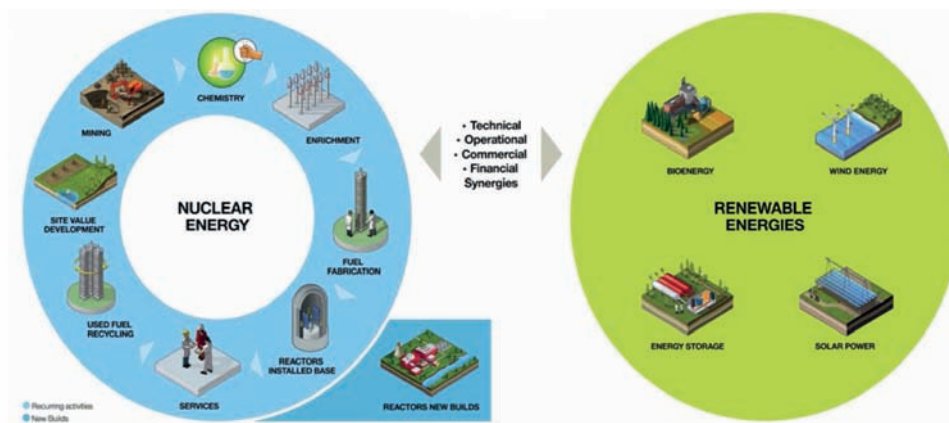 CHEMISTRY
MINING
ENRICHMENT
NUCLEAR
ENERGY
SITE VALUE
DEVELOPMENT
FUEL
FABRICATION
USED FUEL
RECYCLING
REACTORS
INSTALLED BASE
SERVICES
REACTORS NEW BUILDS
Recurring activities
New Builds
• Technical
• Operational
• Commercial
• Financial
Synergies
BIOENERGY
WIND ENERGY
RENEWABLE
ENERGIES
ENERGY STORAGE
SOLAR POWER